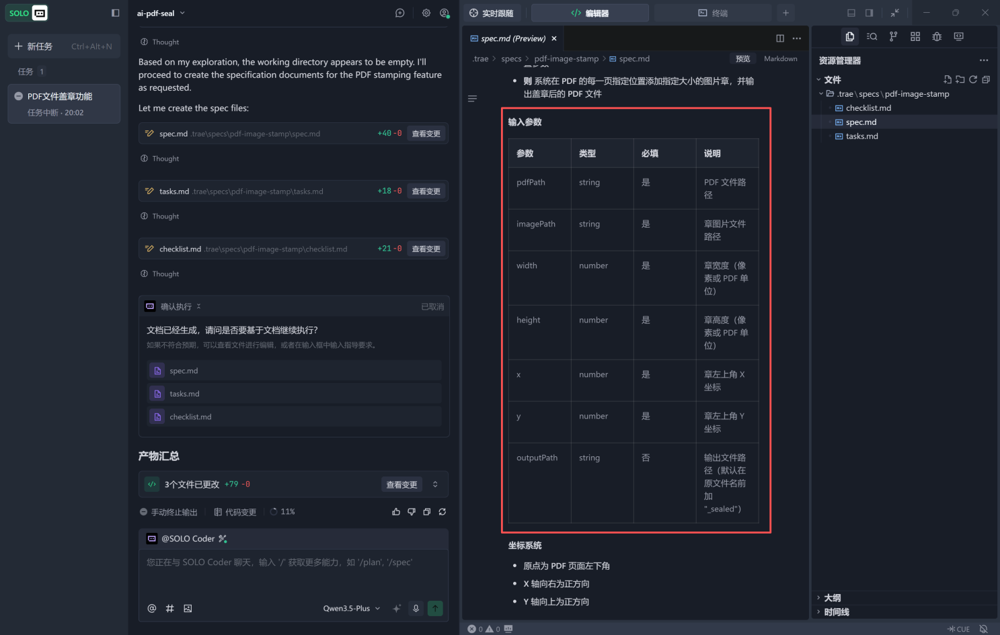 SOLO
新任务 Ctrl+Alt+N
任务 1
PDF文件盖章功能
任务中断 · 20:02
ai-pdf-seal
Thought
Based on my exploration, the working directory appears to be empty. I'll
proceed to create the specification documents for the PDF stamping feature
as requested.
Let me create the spec files:
spec.md .trae\specs\pdf-image-stamp\spec.md +40 -0 查看变更
Thought
tasks.md .trae\specs\pdf-image-stamp\tasks.md +18 -0 查看变更
Thought
checklist.md .trae\specs\pdf-image-stamp\checklist.md +21 -0 查看变更
Thought
确认执行 已取消
文档已经生成，请问是否要基于文档继续执行？
如果不符合预期，可以查看文件进行编辑，或者在输入框中输入指导要求。
spec.md
tasks.md
checklist.md
产物汇总
3个文件已更改 +79 -0 查看变更
手动终止输出 代码变更 11%
@SOLO Coder
您正在与 SOLO Coder 聊天，输入 '/' 获取更多能力，如 '/plan', '/spec'
@ # Qwen3.5-Plus
实时跟随 </> 编辑器 终端 +
spec.md (Preview) ×
.trae > specs > pdf-image-stamp > spec.md 预览 Markdown
• 则 系统在 PDF 的每一页指定位置添加指定大小的图片章，并输
出盖章后的 PDF 文件
输入参数
参数 类型 必填 说明
pdfPath string 是 PDF 文件路
径
imagePath string 是 章图片文件
路径
width number 是 章宽度（像
素或 PDF 单
位）
height number 是 章高度（像
素或 PDF 单
位）
x number 是 章左上角 X
坐标
y number 是 章左上角 Y
坐标
outputPath string 否 输出文件路
径（默认在
原文件名前
加
"_sealed"）
坐标系统
• 原点为 PDF 页面左下角
• X 轴向右为正方向
• Y 轴向上为正方向
资源管理器
文件
.trae\specs\pdf-image-stamp
checklist.md
spec.md
tasks.md
大纲
时间线
0 0
CUE